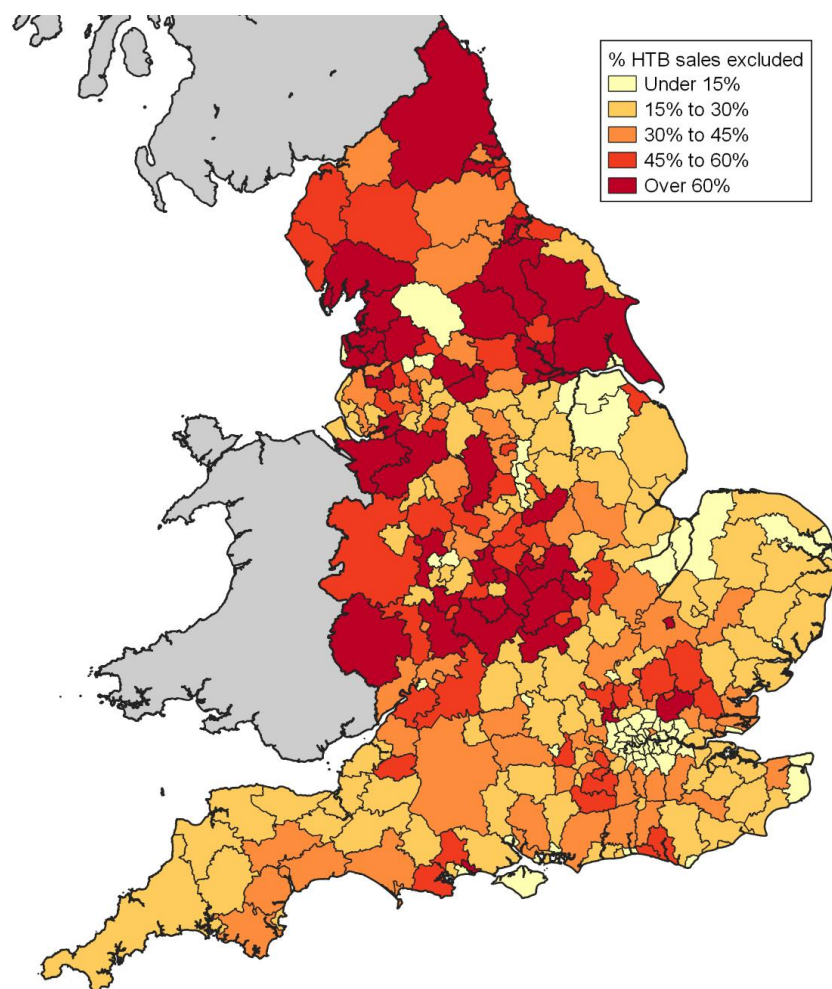 % HTB sales excluded
Under 15%
15% to 30%
30% to 45%
45% to 60%
Over 60%